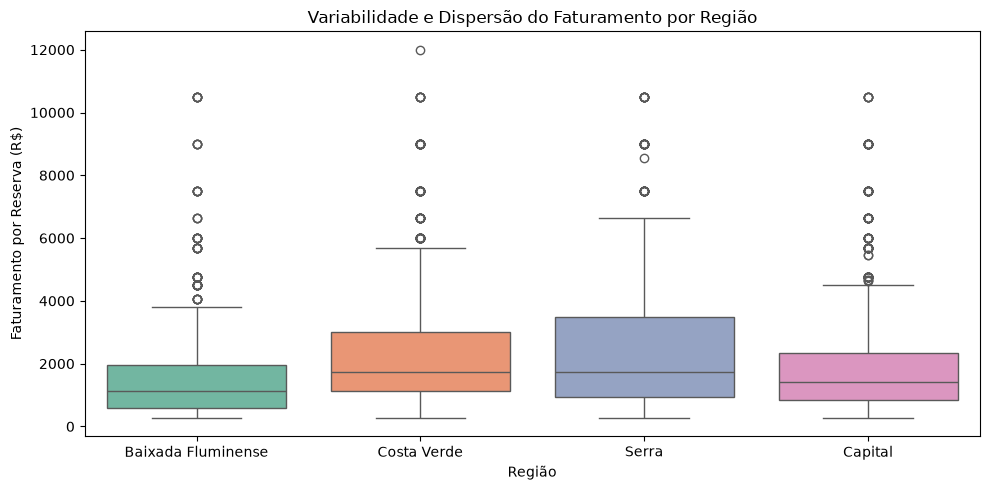 Variabilidade e Dispersão do Faturamento por Região
Faturamento por Reserva (R$)
12000
10000
8000
6000
4000
2000
0
Baixada Fluminense Costa Verde Serra Capital
Região